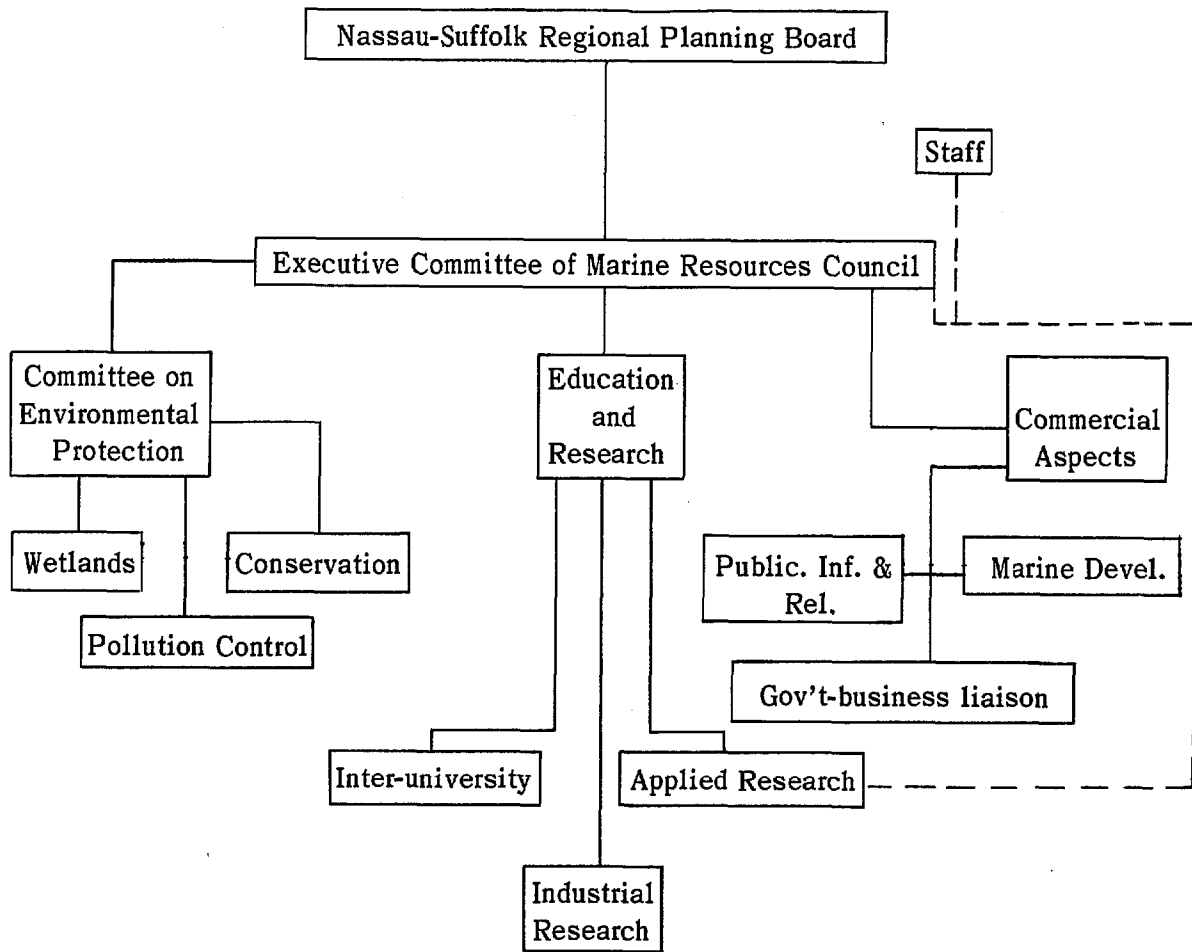 Nassau-Suffolk Regional Planning Board
Staff
Executive Committee of Marine Resources Council
Committee on
Environmental
Protection
Education
and
Research
Commercial
Aspects
Wetlands
Conservation
Pollution Control
Public. Inf. &
Rel.
Marine Devel.
Gov't-business liaison
Inter-university
Applied Research
Industrial
Research